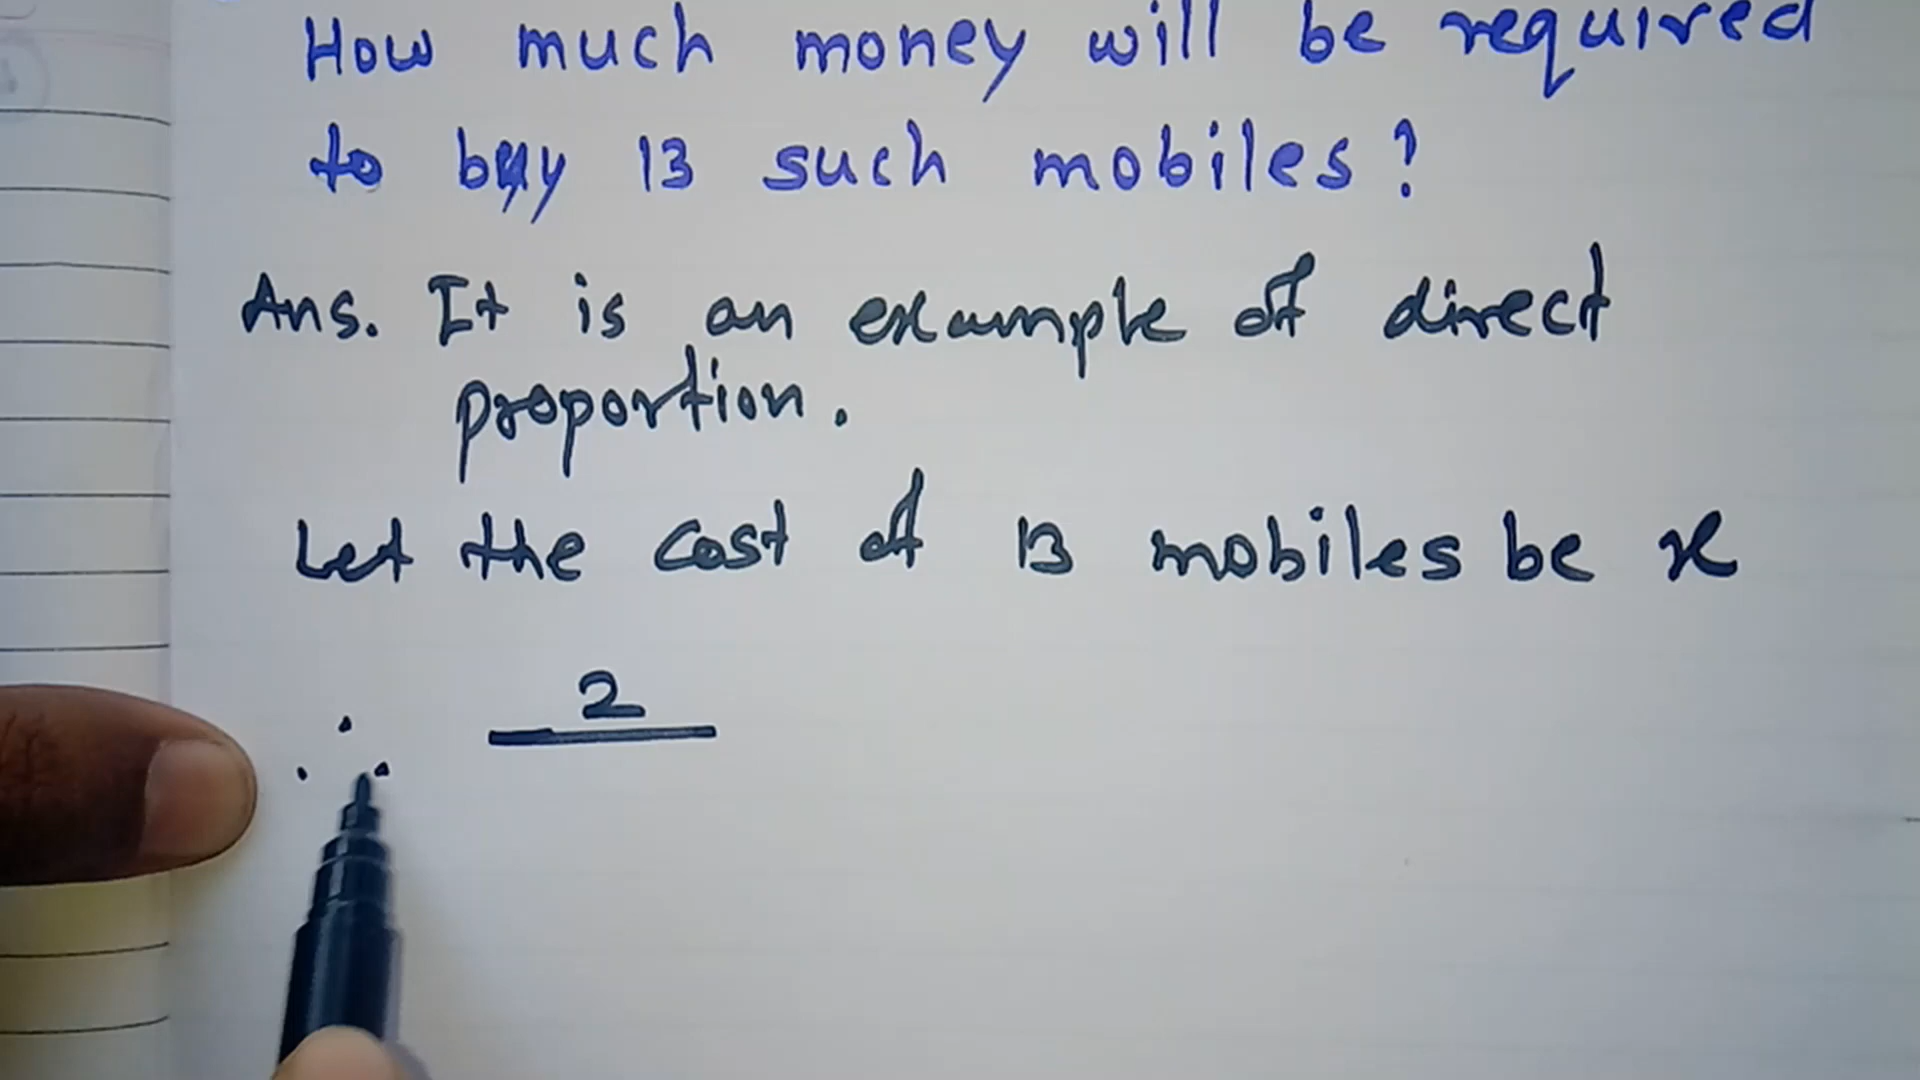 How much money will be required
to buy 13 such mobiles?
Ans. It is an example of direct
proportion.
Let the cost of 13 mobiles be x
∴ 2